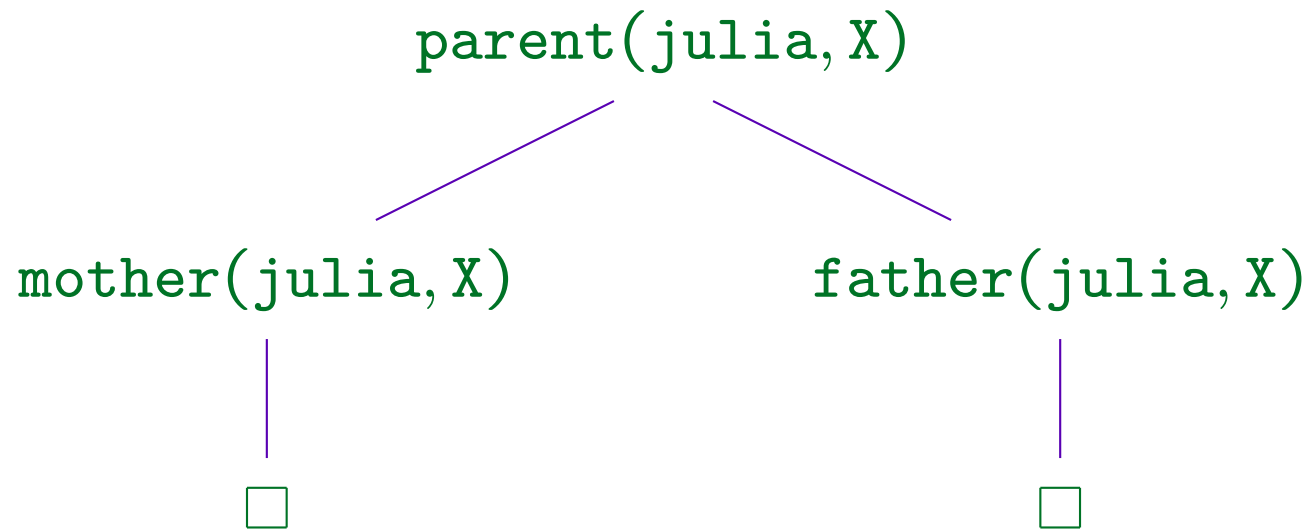 parent(julia, X)
mother(julia, X)
father(julia, X)